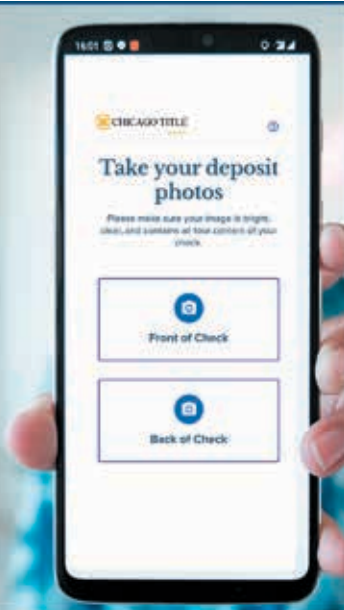 16:01
CHICAGO TITLE
Take your deposit
photos
Please make sure your image is bright,
clear, and contains all four corners of your
check.
Front of Check
Back of Check